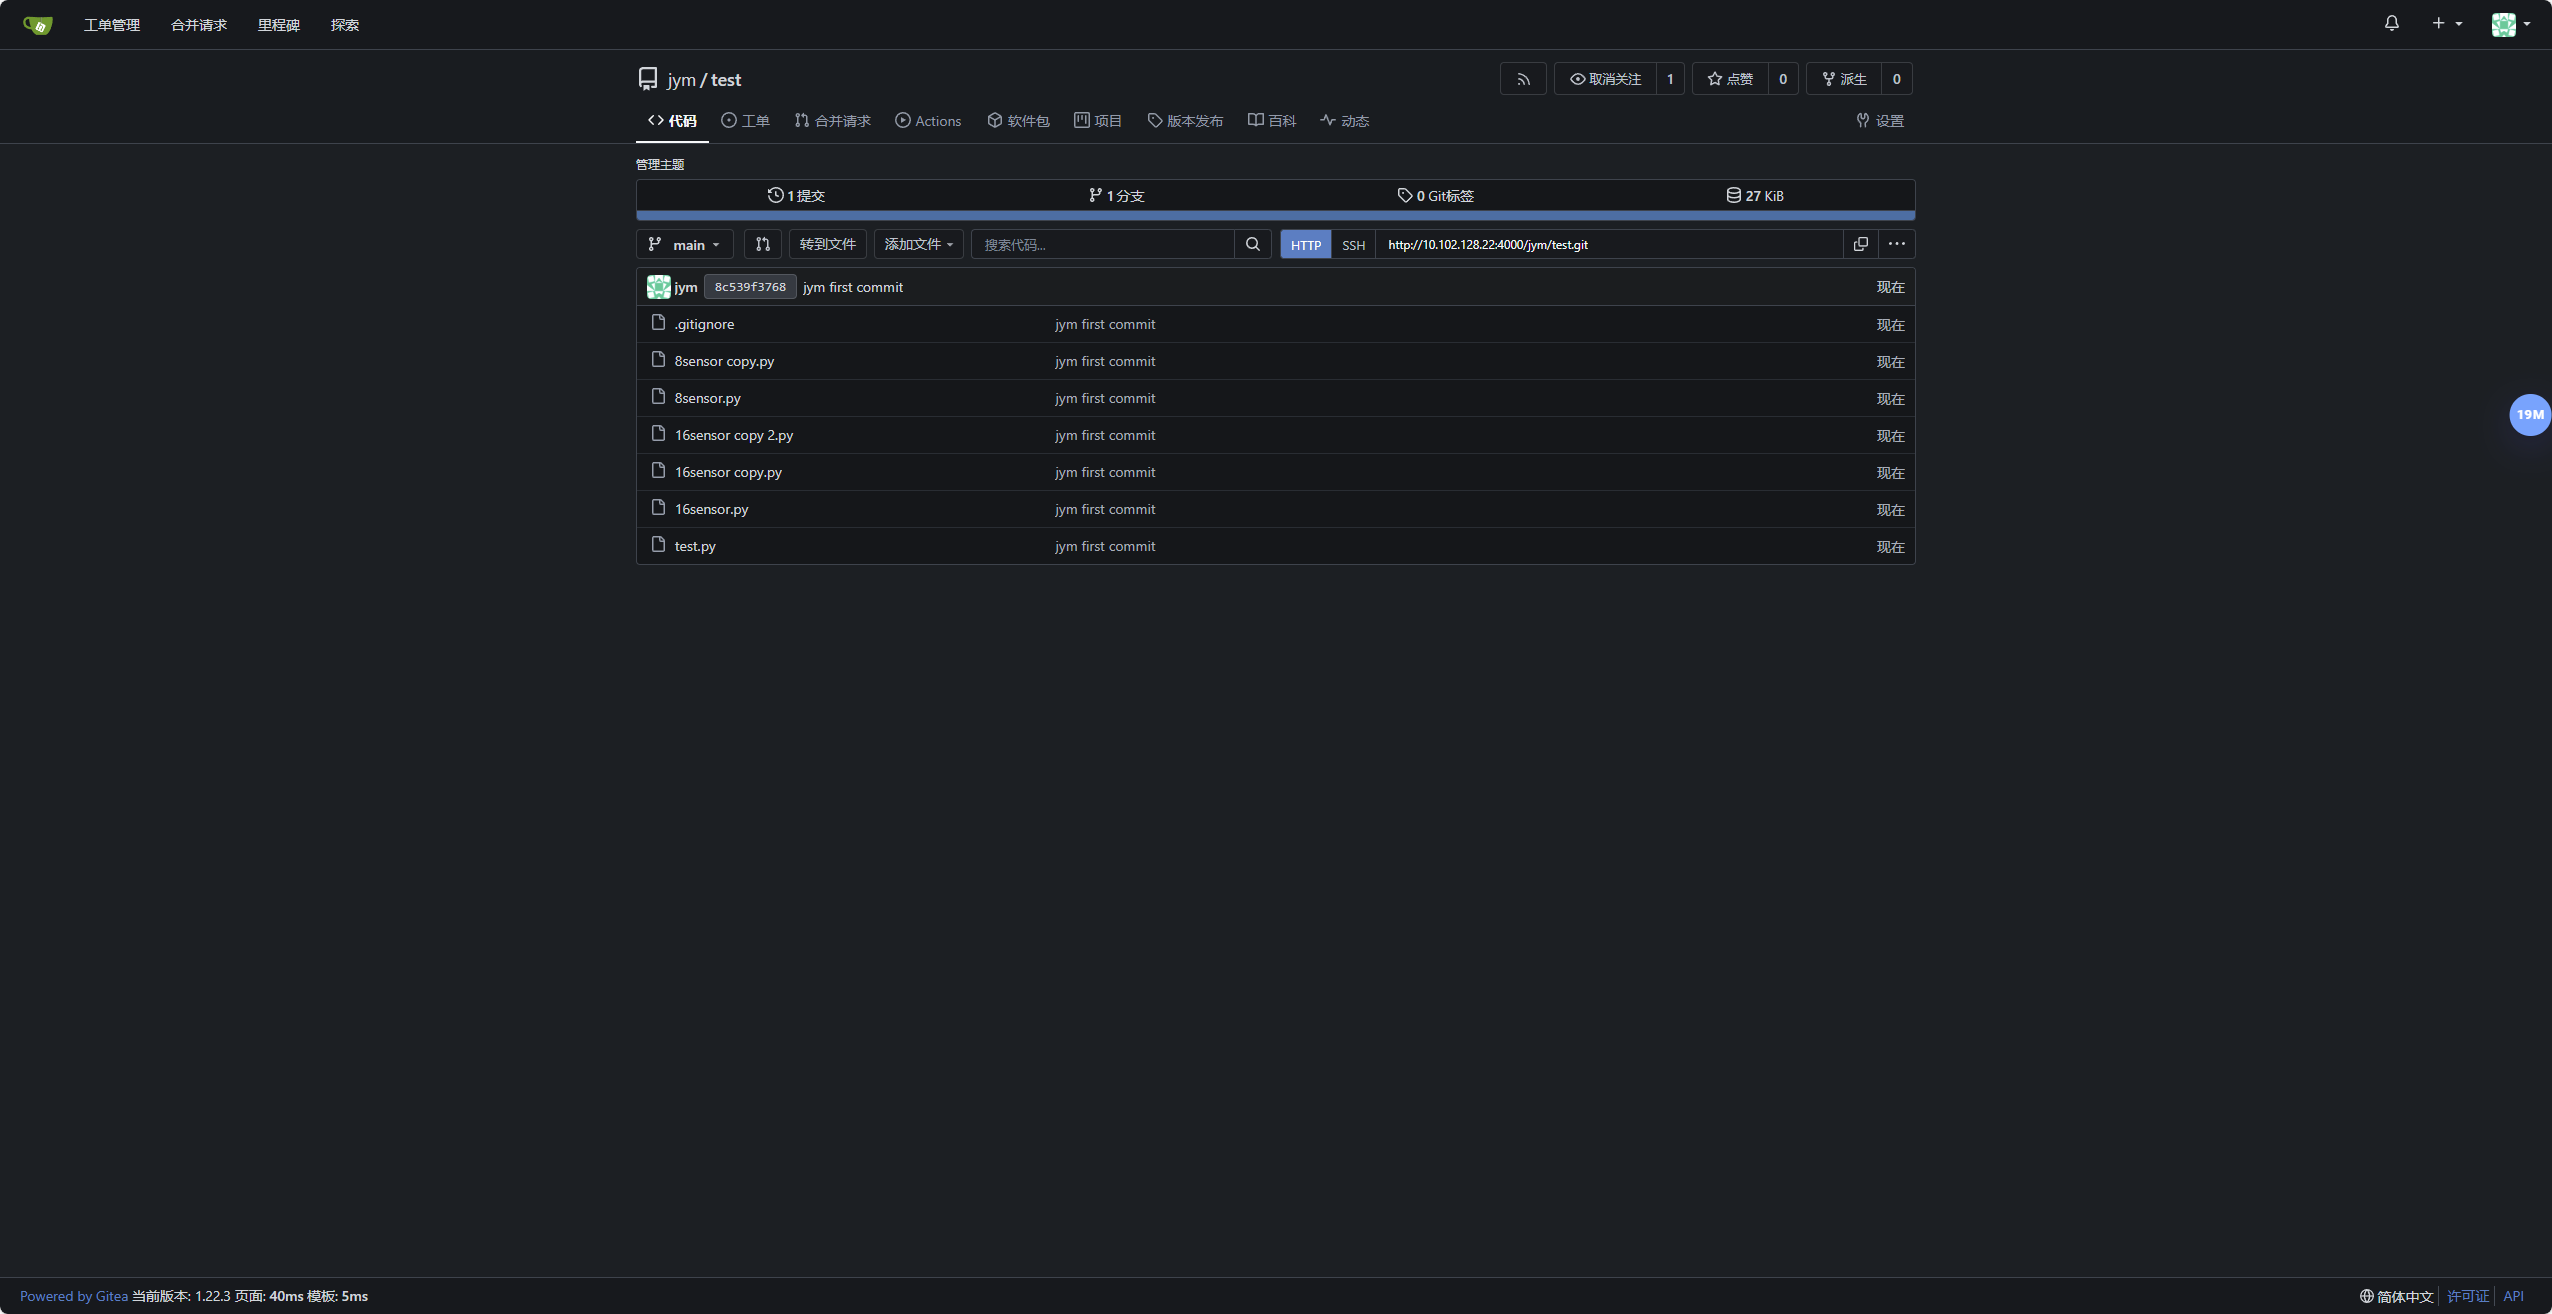 工单管理 合并请求 里程碑 探索
jym / test 取消关注 1 点赞 0 派生 0
代码 工单 合并请求 Actions 软件包 项目 版本发布 百科 动态 设置
管理主题
1 提交 1 分支 0 Git标签 27 KiB
main 转到文件 添加文件 搜索代码... HTTP SSH http://10.102.128.22:4000/jym/test.git
jym 8c539f3768 jym first commit 现在
.gitignore jym first commit 现在
8sensor copy.py jym first commit 现在
8sensor.py jym first commit 现在
19M
16sensor copy 2.py jym first commit 现在
16sensor copy.py jym first commit 现在
16sensor.py jym first commit 现在
test.py jym first commit 现在
Powered by Gitea 当前版本: 1.22.3 页面: 40ms 模板: 5ms 简体中文 许可证 API